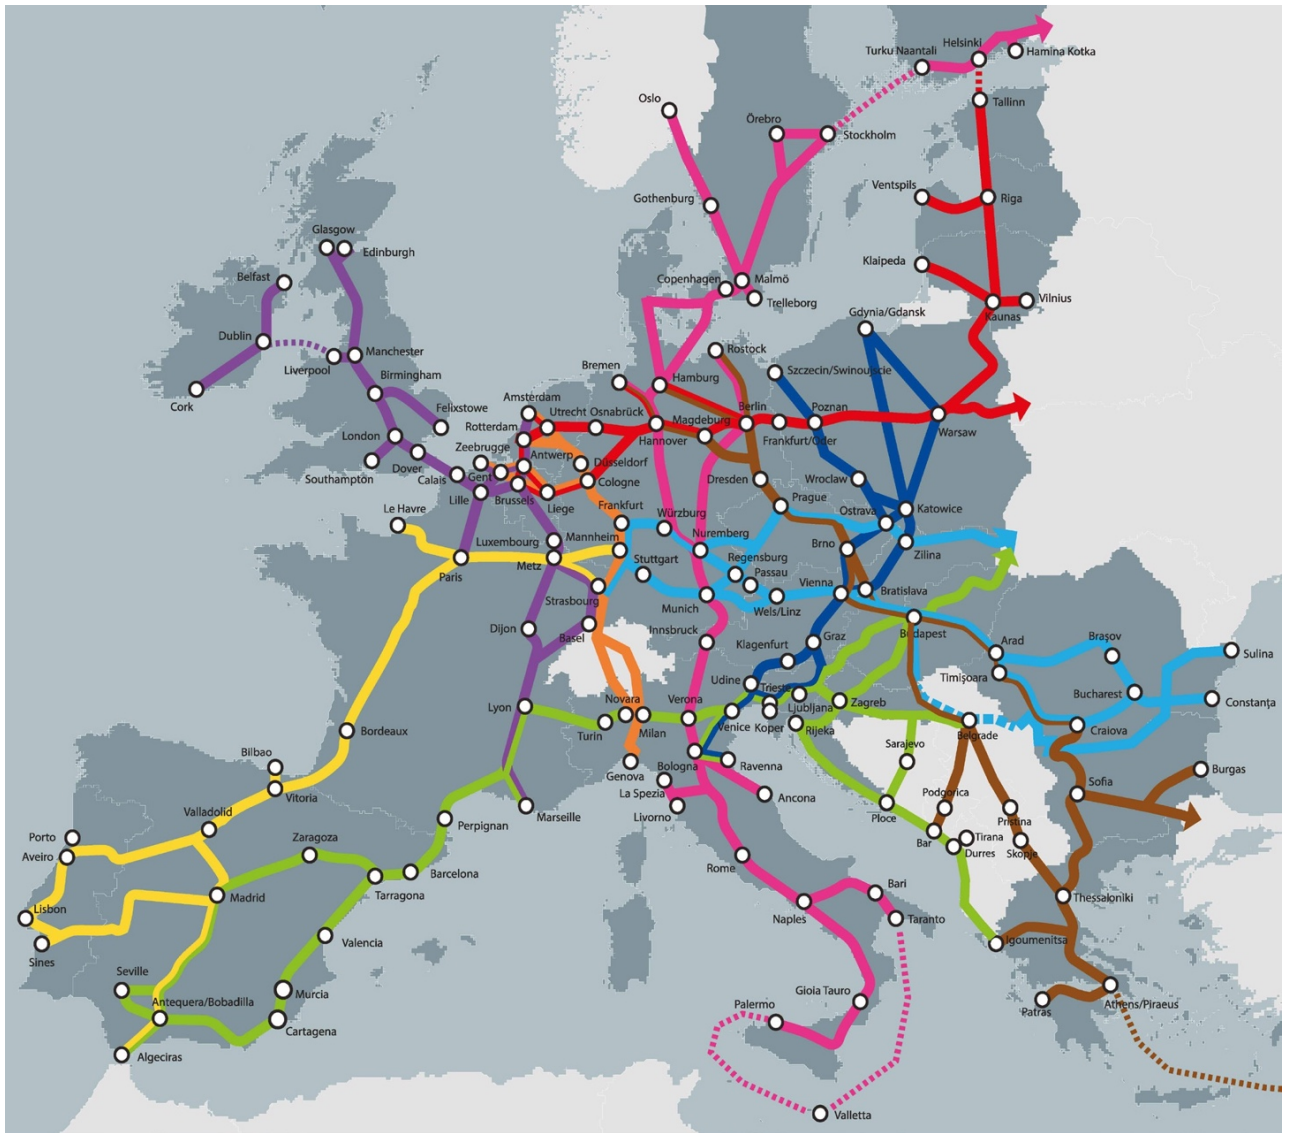 Helsinki
Turku Naantali
Hamina Kotka
Oslo
Tallinn
Örebro
Stockholm
Ventspils
Riga
Gothenburg
Glasgow
Edinburgh
Belfast
Klaipeda
Copenhagen
Malmö
Vilnius
Trelleborg
Kaunas
Gdynia/Gdansk
Dublin
Manchester
Liverpool
Rostock
Bremen
Szczecin/Swinoujscie
Birmingham
Hamburg
Cork
Amsterdam
Felixstowe
Utrecht
Osnabrück
Magdeburg
Berlin
Poznan
Rotterdam
Warsaw
London
Hannover
Frankfurt/Oder
Zeebrugge
Antwerp
Düsseldorf
Dover
Southampton
Calais
Gent
Cologne
Dresden
Wroclaw
Lille
Brussels
Liege
Prague
Le Havre
Frankfurt
Würzburg
Ostrava
Katowice
Luxembourg
Mannheim
Nuremberg
Brno
Zilina
Metz
Stuttgart
Regensburg
Paris
Passau
Vienna
Strasbourg
Munich
Wels/Linz
Bratislava
Dijon
Basel
Innsbruck
Klagenfurt
Graz
Budapest
Arad
Braşov
Sulina
Timişoara
Udine
Trieste
Bucharest
Lyon
Novara
Verona
Ljubljana
Zagreb
Constanţa
Turin
Milan
Venice
Koper
Rijeka
Belgrade
Craiova
Bordeaux
Sarajevo
Bilbao
Genova
Bologna
Ravenna
Sofia
Burgas
Vitoria
La Spezia
Podgorica
Valladolid
Livorno
Ancona
Ploce
Pristina
Porto
Zaragoza
Perpignan
Marseille
Bar
Tirana
Aveiro
Durres
Skopje
Rome
Barcelona
Madrid
Tarragona
Bari
Thessaloniki
Lisbon
Naples
Taranto
Valencia
Igoumenitsa
Sines
Seville
Murcia
Gioia Tauro
Antequera/Bobadilla
Palermo
Patras
Athens/Piraeus
Cartagena
Algeciras
Valletta